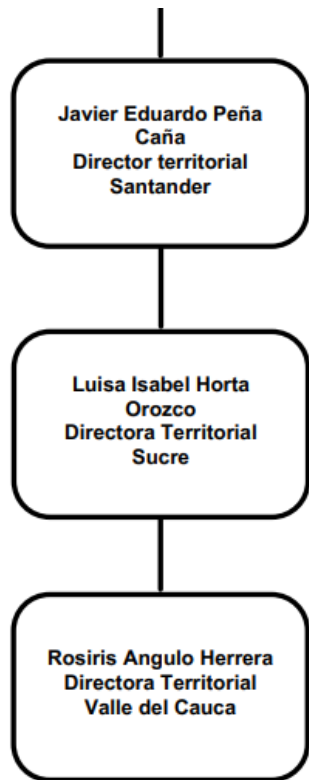 Javier Eduardo Peña
Caña
Director territorial
Santander
Luisa Isabel Horta
Orozco
Directora Territorial
Sucre
Rosiris Angulo Herrera
Directora Territorial
Valle del Cauca